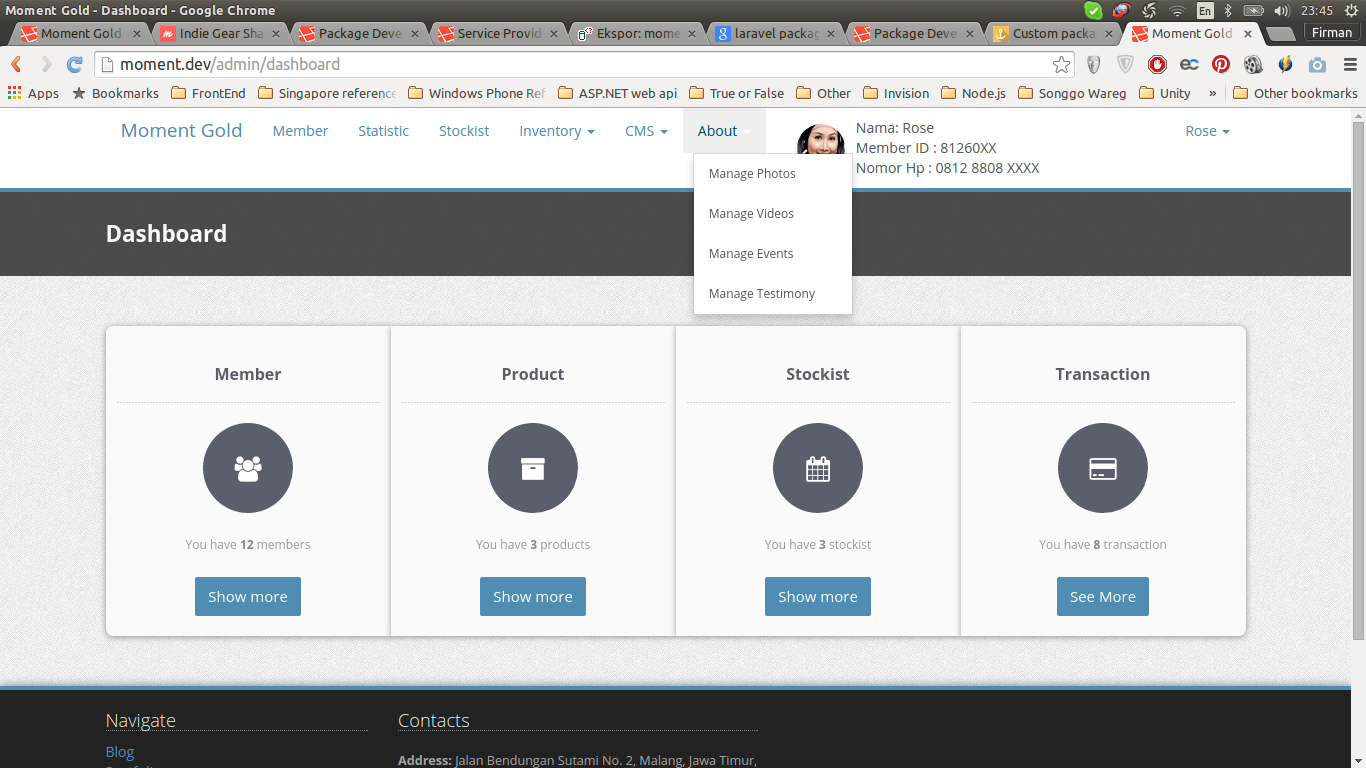 Moment Gold - Dashboard - Google Chrome
En
23:45
Moment Gold
Indie Gear Sha
Package Deve
Service Provid
Ekspor: mome
laravel packag
Package Deve
Custom packa
Moment Gold
Firman
moment.dev/admin/dashboard
Apps
Bookmarks
FrontEnd
Singapore reference
Windows Phone Ref
ASP.NET web api
True or False
Other
Invision
Node.js
Songgo Wareg
Unity
»
Other bookmarks
Moment Gold
Member
Statistic
Stockist
Inventory
CMS
About
Nama: Rose
Member ID : 81260XX
Nomor Hp : 0812 8808 XXXX
Rose
Manage Photos
Manage Videos
Manage Events
Manage Testimony
Dashboard
Member
You have 12 members
Show more
Product
You have 3 products
Show more
Stockist
You have 3 stockist
Show more
Transaction
You have 8 transaction
See More
Navigate
Blog
Contacts
Address: Jalan Bendungan Sutami No. 2, Malang, Jawa Timur,